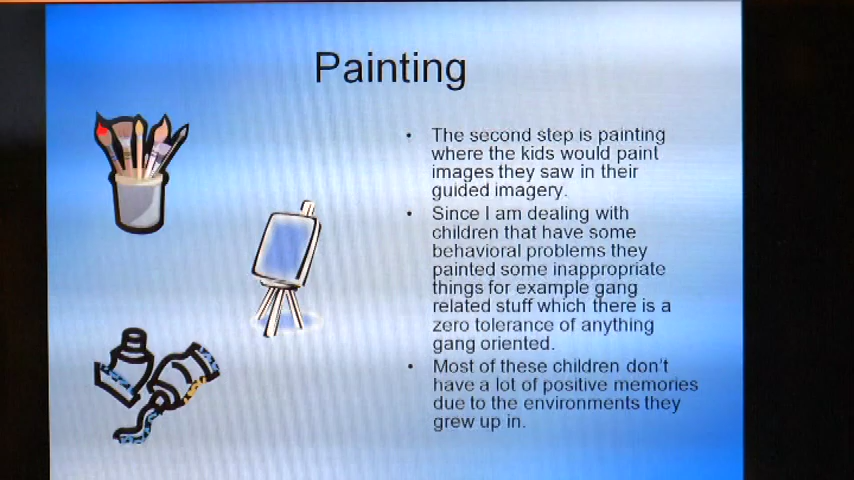 Painting
• The second step is painting
where the kids would paint
images they saw in their
guided imagery.
• Since I am dealing with
children that have some
behavioral problems they
painted some inappropriate
things for example gang
related stuff which there is a
zero tolerance of anything
gang oriented.
• Most of these children don't
have a lot of positive memories
due to the environments they
grew up in.